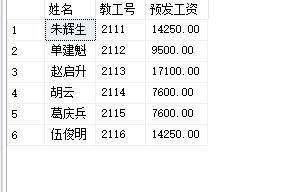 姓名 教工号 预发工资
1 朱辉生 2111 14250.00
2 单建魁 2112 9500.00
3 赵启升 2113 17100.00
4 胡云 2114 7600.00
5 葛庆兵 2115 7600.00
6 伍俊明 2116 14250.00